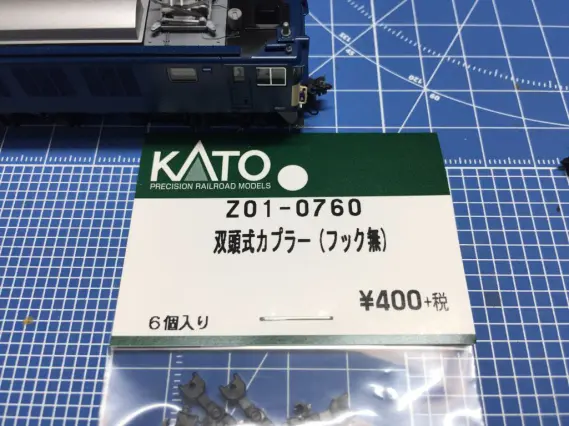 KATO
PRECISION RAILROAD MODELS
Z01-0760
双頭式カプラー(フック無)
¥400+税
6個入り